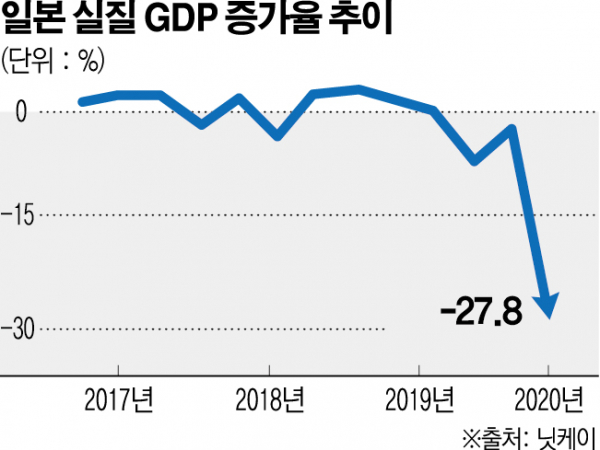 일본 실질 GDP 증가율 추이
(단위 : %)
0
-15
-27.8
-30
2017년 2018년 2019년 2020년
※출처: 닛케이